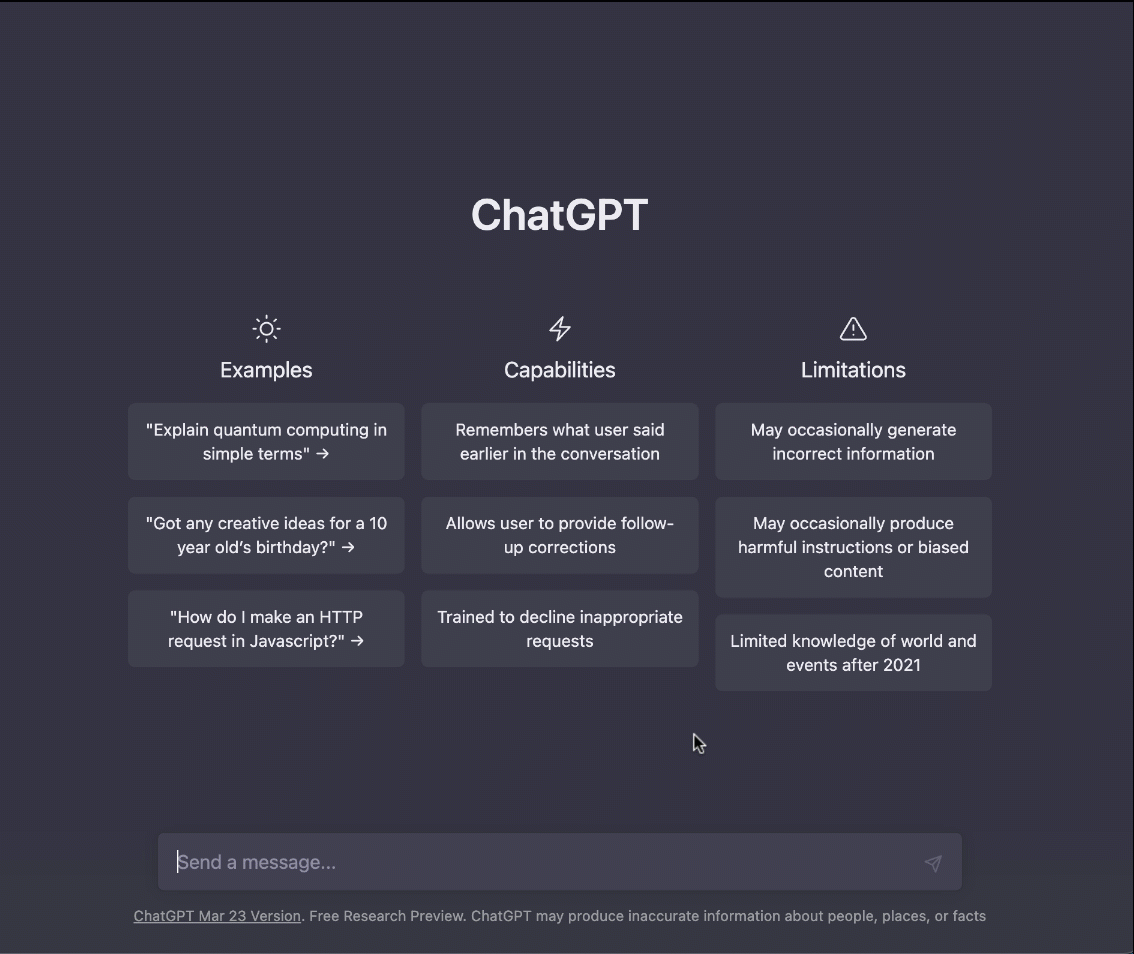 ChatGPT
Examples
"Explain quantum computing in
simple terms" →
"Got any creative ideas for a 10
year old’s birthday?" →
"How do I make an HTTP
request in Javascript?" →
Capabilities
Remembers what user said
earlier in the conversation
Allows user to provide follow-
up corrections
Trained to decline inappropriate
requests
Limitations
May occasionally generate
incorrect information
May occasionally produce
harmful instructions or biased
content
Limited knowledge of world and
events after 2021
Send a message...
ChatGPT Mar 23 Version. Free Research Preview. ChatGPT may produce inaccurate information about people, places, or facts